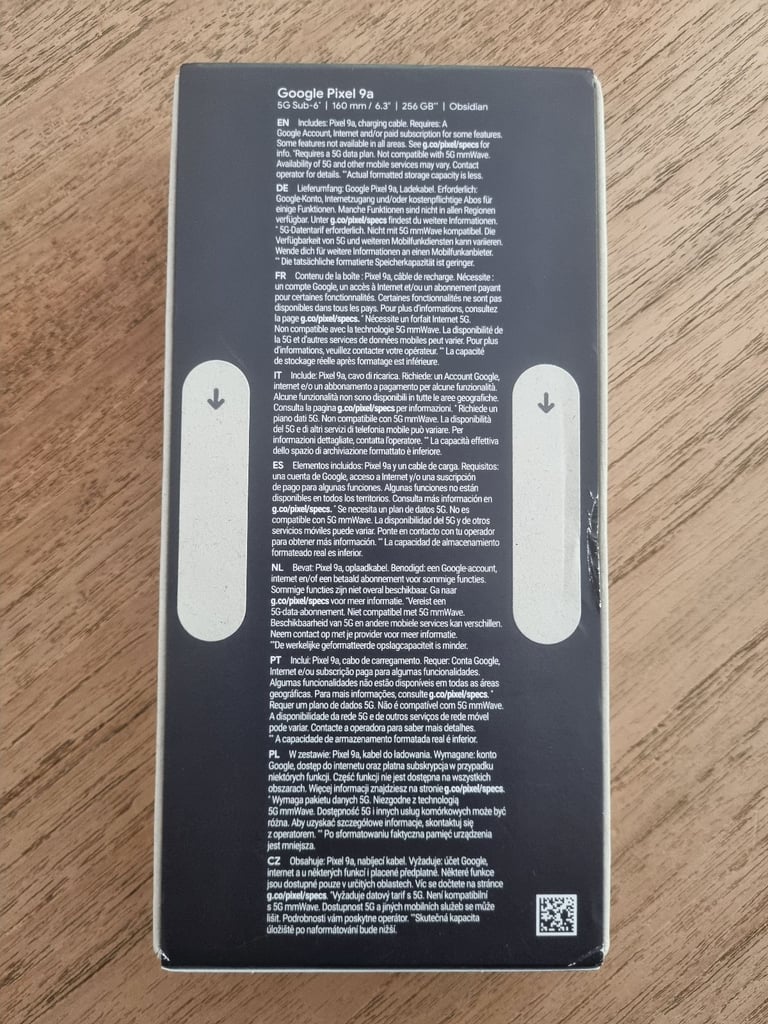 Google Pixel 9a
5G Sub-6* | 160 mm / 6.3" | 256 GB** | Obsidian
EN Includes: Pixel 9a, charging cable. Requires: A
Google Account, Internet and/or paid subscription for some features.
Some features not available in all areas. See g.co/pixel/specs for
info. *Requires a 5G data plan. Not compatible with 5G mmWave.
Availability of 5G and other mobile services may vary. Contact
operator for details. **Actual formatted storage capacity is less.
DE Lieferumfang: Google Pixel 9a, Ladekabel. Erforderlich:
Google-Konto, Internetzugang und/oder kostenpflichtige Abos für
einige Funktionen. Manche Funktionen sind nicht in allen Regionen
verfügbar. Unter g.co/pixel/specs findest du weitere Informationen.
* 5G-Datentarif erforderlich. Nicht mit 5G mmWave kompatibel. Die
Verfügbarkeit von 5G und weiteren Mobilfunkdiensten kann variieren.
Wende dich für weitere Informationen an einen Mobilfunkanbieter.
** Die tatsächliche formatierte Speicherkapazität ist geringer.
FR Contenu de la boîte : Pixel 9a, câble de recharge. Nécessite :
un compte Google, un accès à Internet et/ou un abonnement payant
pour certaines fonctionnalités. Certaines fonctionnalités ne sont pas
disponibles dans tous les pays. Pour plus d'informations, consultez
la page g.co/pixel/specs. * Nécessite un forfait Internet 5G.
Non compatible avec la technologie 5G mmWave. La disponibilité de
la 5G et d'autres services de données mobiles peut varier. Pour plus
d'informations, veuillez contacter votre opérateur. ** La capacité
de stockage réelle après formatage est inférieure.
IT Include: Pixel 9a, cavo di ricarica. Richiede: un Account Google,
internet e/o un abbonamento a pagamento per alcune funzionalità.
Alcune funzionalità non sono disponibili in tutte le aree geografiche.
Consulta la pagina g.co/pixel/specs per informazioni. * Richiede un
piano dati 5G. Non compatibile con 5G mmWave. La disponibilità
del 5G e di altri servizi di telefonia mobile può variare. Per
informazioni dettagliate, contatta l'operatore. ** La capacità effettiva
dello spazio di archiviazione formattato è inferiore.
ES Elementos incluidos: Pixel 9a y un cable de carga. Requisitos:
una cuenta de Google, acceso a Internet y/o una suscripción
de pago para algunas funciones. Algunas funciones no están
disponibles en todos los territorios. Consulta más información en
g.co/pixel/specs. * Se necesita un plan de datos 5G. No es
compatible con 5G mmWave. La disponibilidad del 5G y de otros
servicios móviles puede variar. Ponte en contacto con tu operador
para obtener más información. ** La capacidad de almacenamiento
formateado real es inferior.
NL Bevat: Pixel 9a, oplaadkabel. Benodigd: een Google-account,
internet en/of een betaald abonnement voor sommige functies.
Sommige functies zijn niet overal beschikbaar. Ga naar
g.co/pixel/specs voor meer informatie. *Vereist een
5G-data-abonnement. Niet compatibel met 5G mmWave.
Beschikbaarheid van 5G en andere mobiele services kan verschillen.
Neem contact op met je provider voor meer informatie.
**De werkelijke geformatteerde opslagcapaciteit is minder.
PT Inclui: Pixel 9a, cabo de carregamento. Requer: Conta Google,
Internet e/ou subscrição paga para algumas funcionalidades.
Algumas funcionalidades não estão disponíveis em todas as áreas
geográficas. Para mais informações, consulte g.co/pixel/specs. *
Requer um plano de dados 5G. Não é compatível com 5G mmWave.
A disponibilidade da rede 5G e de outros serviços de rede móvel
pode variar. Contacte a operadora para saber mais detalhes.
** A capacidade de armazenamento formatada real é inferior.
PL W zestawie: Pixel 9a, kabel do ładowania. Wymagane: konto
Google, dostęp do internetu oraz płatna subskrypcja w przypadku
niektórych funkcji. Część funkcji nie jest dostępna na wszystkich
obszarach. Więcej informacji znajdziesz na stronie g.co/pixel/specs.
* Wymaga pakietu danych 5G. Niezgodne z technologią
5G mmWave. Dostępność 5G i innych usług komórkowych może być
różna. Aby uzyskać szczegółowe informacje, skontaktuj się
z operatorem. ** Po sformatowaniu faktyczna pamięć urządzenia
jest mniejsza.
CZ Obsahuje: Pixel 9a, nabíjecí kabel. Vyžaduje: účet Google,
internet a u některých funkcí i placené předplatné. Některé funkce
jsou dostupné pouze v určitých oblastech. Víc se dočtete na stránce
g.co/pixel/specs. *Vyžaduje datový tarif s 5G. Není kompatibilní
s 5G mmWave. Dostupnost 5G a jiných mobilních služeb se může
lišit. Podrobnosti vám poskytne operátor. **Skutečná kapacita
úložiště po naformátování bude nižší.